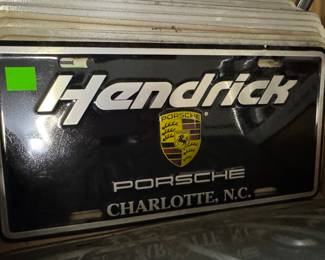 Hendrick
PORSCHE
PORSCHE
CHARLOTTE, N.C.